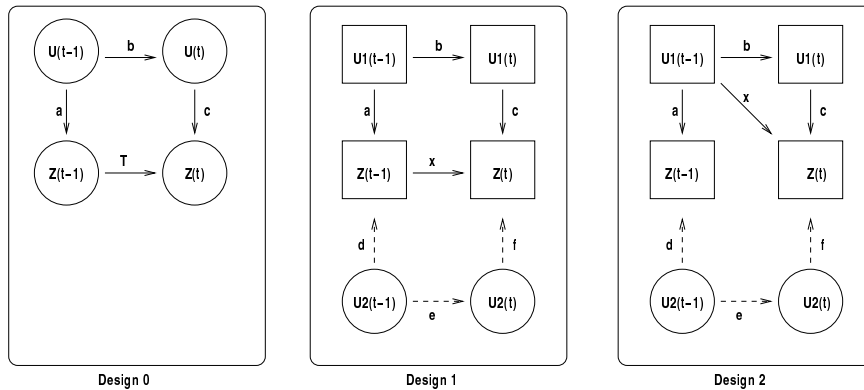 U(t−1)
b
U(t)
a
c
Z(t−1)
T
Z(t)
Design 0
U1(t−1)
b
U1(t)
a
c
Z(t−1)
x
Z(t)
d
f
U2(t−1)
e
U2(t)
Design 1
U1(t−1)
b
U1(t)
x
a
c
Z(t−1)
Z(t)
d
f
U2(t−1)
e
U2(t)
Design 2